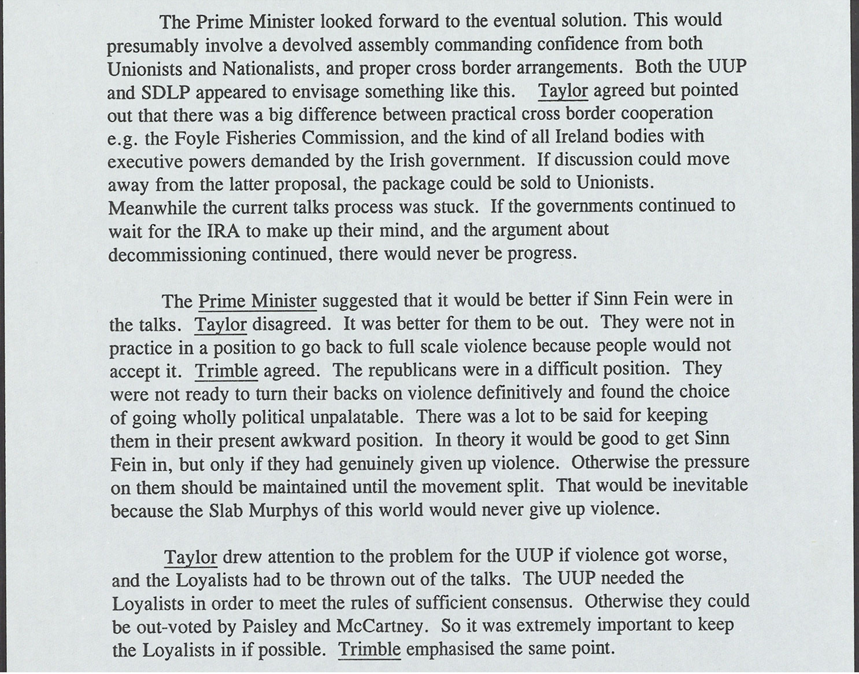 The Prime Minister looked forward to the eventual solution. This would
presumably involve a devolved assembly commanding confidence from both
Unionists and Nationalists, and proper cross border arrangements. Both the UUP
and SDLP appeared to envisage something like this. Taylor agreed but pointed
out that there was a big difference between practical cross border cooperation
e.g. the Foyle Fisheries Commission, and the kind of all Ireland bodies with
executive powers demanded by the Irish government. If discussion could move
away from the latter proposal, the package could be sold to Unionists.
Meanwhile the current talks process was stuck. If the governments continued to
wait for the IRA to make up their mind, and the argument about
decommissioning continued, there would never be progress.
The Prime Minister suggested that it would be better if Sinn Fein were in
the talks. Taylor disagreed. It was better for them to be out. They were not in
practice in a position to go back to full scale violence because people would not
accept it. Trimble agreed. The republicans were in a difficult position. They
were not ready to turn their backs on violence definitively and found the choice
of going wholly political unpalatable. There was a lot to be said for keeping
them in their present awkward position. In theory it would be good to get Sinn
Fein in, but only if they had genuinely given up violence. Otherwise the pressure
on them should be maintained until the movement split. That would be inevitable
because the Slab Murphys of this world would never give up violence.
Taylor drew attention to the problem for the UUP if violence got worse,
and the Loyalists had to be thrown out of the talks. The UUP needed the
Loyalists in order to meet the rules of sufficient consensus. Otherwise they could
be out-voted by Paisley and McCartney. So it was extremely important to keep
the Loyalists in if possible. Trimble emphasised the same point.